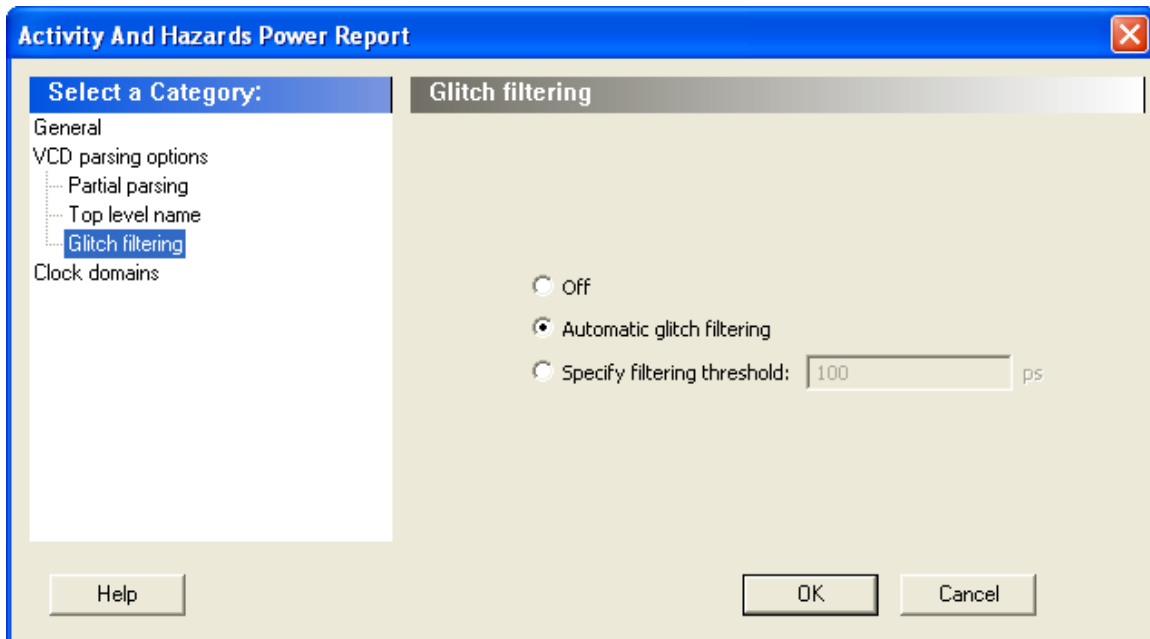 Activity And Hazards Power Report
Select a Category:
General
VCD parsing options
Partial parsing
Top level name
Glitch filtering
Clock domains
Glitch filtering
Off
Automatic glitch filtering
Specify filtering threshold: 100 ps
Help
OK
Cancel